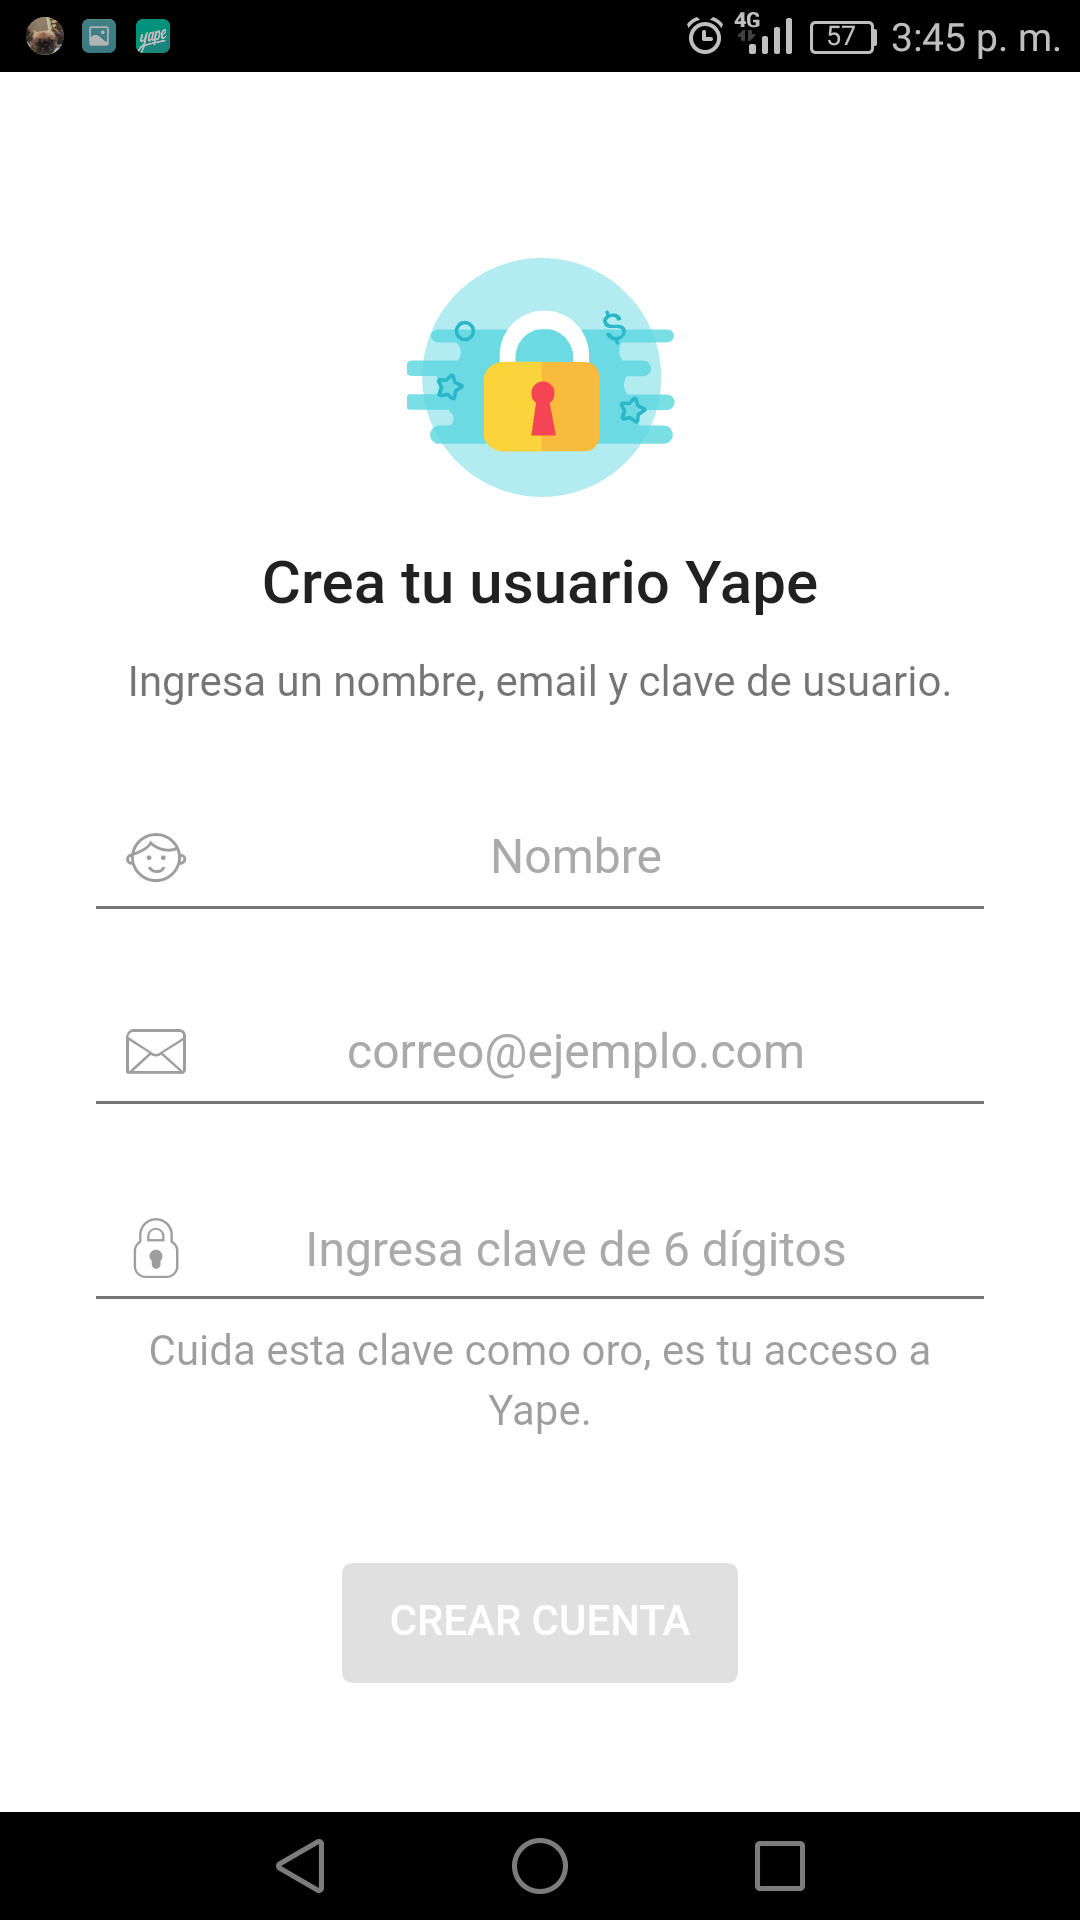 yape 4G 57 3:45 p. m.
$
Crea tu usuario Yape
Ingresa un nombre, email y clave de usuario.
Nombre
correo@ejemplo.com
Ingresa clave de 6 dígitos
Cuida esta clave como oro, es tu acceso a
Yape.
CREAR CUENTA